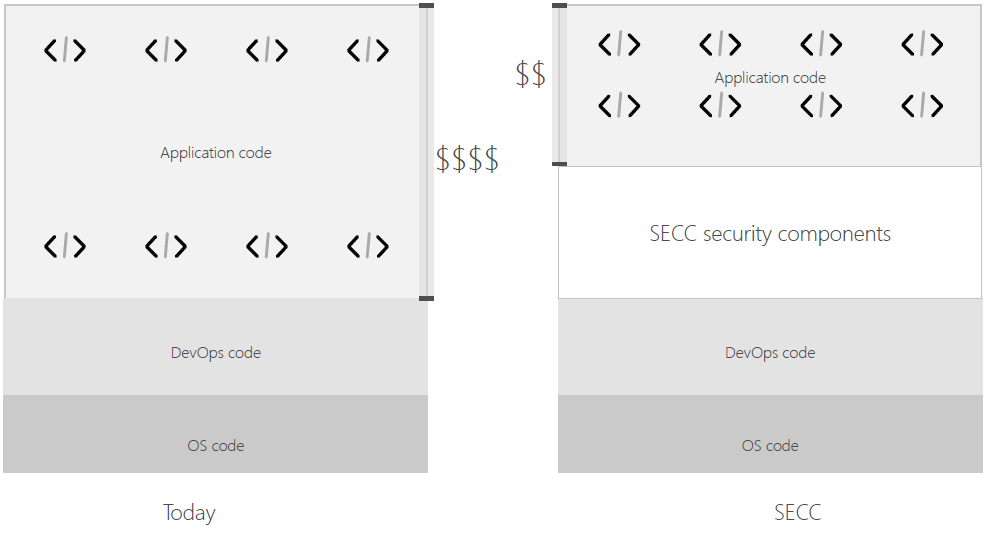 </> </> </> </>
Application code
</> </> </> </>
$$$$
DevOps code
OS code
Today
$$
</> </> </> </>
Application code
</> </> </> </>
SECC security components
DevOps code
OS code
SECC